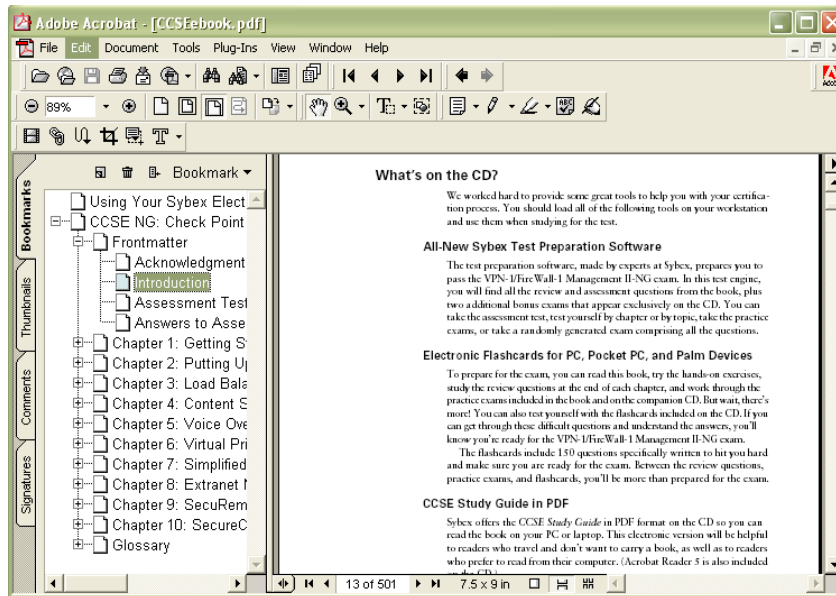 Adobe Acrobat - [CCSEebook.pdf]
File Edit Document Tools Plug-Ins View Window Help
89%
Bookmark
Bookmarks
Thumbnails
Comments
Signatures
Using Your Sybex Elect
CCSE NG: Check Point
Frontmatter
Acknowledgment
Introduction
Assessment Test
Answers to Asse
Chapter 1: Getting St
Chapter 2: Putting Up
Chapter 3: Load Bala
Chapter 4: Content S
Chapter 5: Voice Ove
Chapter 6: Virtual Pri
Chapter 7: Simplified
Chapter 8: Extranet
Chapter 9: SecuRem
Chapter 10: SecureC
Glossary
What's on the CD?
We worked hard to provide some great tools to help you with your certifica-
tion process. You should load all of the following tools on your workstation
and use them when studying for the test.
All-New Sybex Test Preparation Software
The test preparation software, made by experts at Sybex, prepares you to
pass the VPN-1/FireWall-1 Management II-NG exam. In this test engine,
you will find all the review and assessment questions from the book, plus
two additional bonus exams that appear exclusively on the CD. You can
take the assessment test, test yourself by chapter or by topic, take the practice
exams, or take a randomly generated exam comprising all the questions.
Electronic Flashcards for PC, Pocket PC, and Palm Devices
To prepare for the exam, you can read this book, try the hands-on exercises,
study the review questions at the end of each chapter, and work through the
practice exams included in the book and on the companion CD. But wait, there's
more! You can also test yourself with the flashcards included on the CD. If you
can get through these difficult questions and understand the answers, you'll
know you're ready for the VPN-1/FireWall-1 Management II-NG exam.
The flashcards include 150 questions specifically written to hit you hard
and make sure you are ready for the exam. Between the review questions,
practice exams, and flashcards, you'll be more than prepared for the exam.
CCSE Study Guide in PDF
Sybex offers the CCSE Study Guide in PDF format on the CD so you can
read the book on your PC or laptop. This electronic version will be helpful
to readers who travel and don't want to carry a book, as well as to readers
who prefer to read from their computer. (Acrobat Reader 5 is also included
on the CD.)
13 of 501
7.5 x 9 in